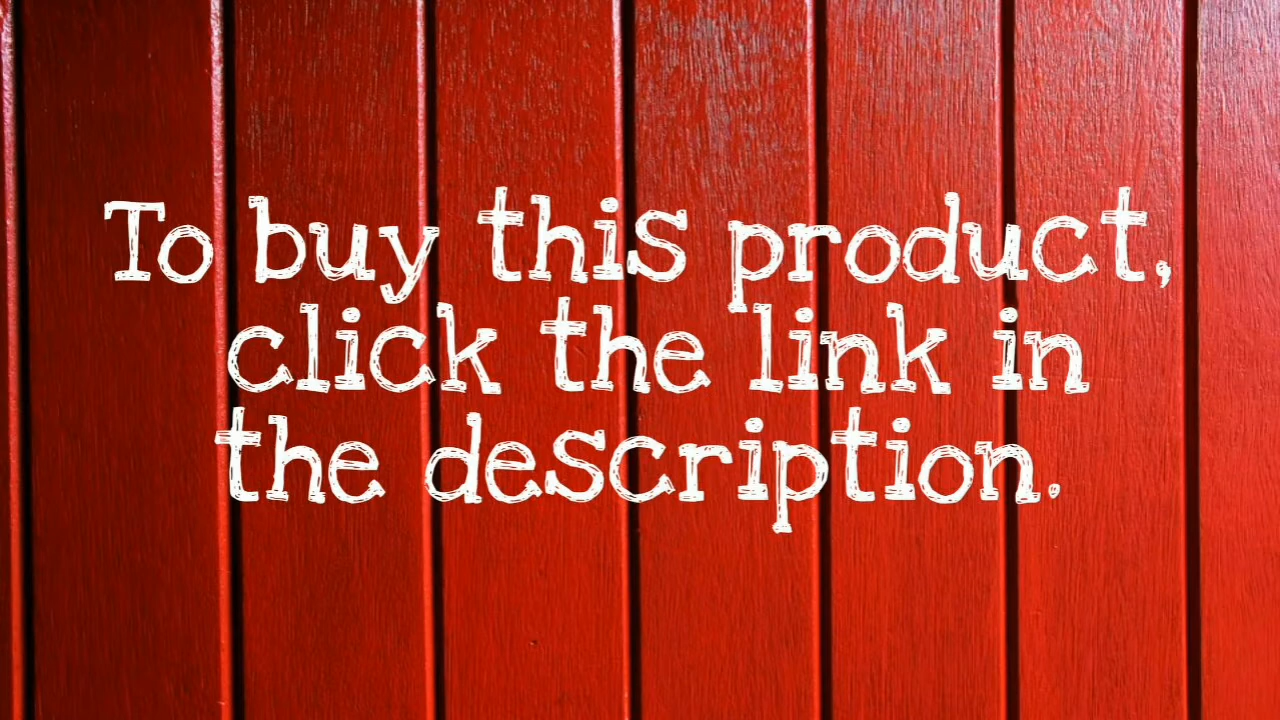 To buy this product,
click the link in
the description.